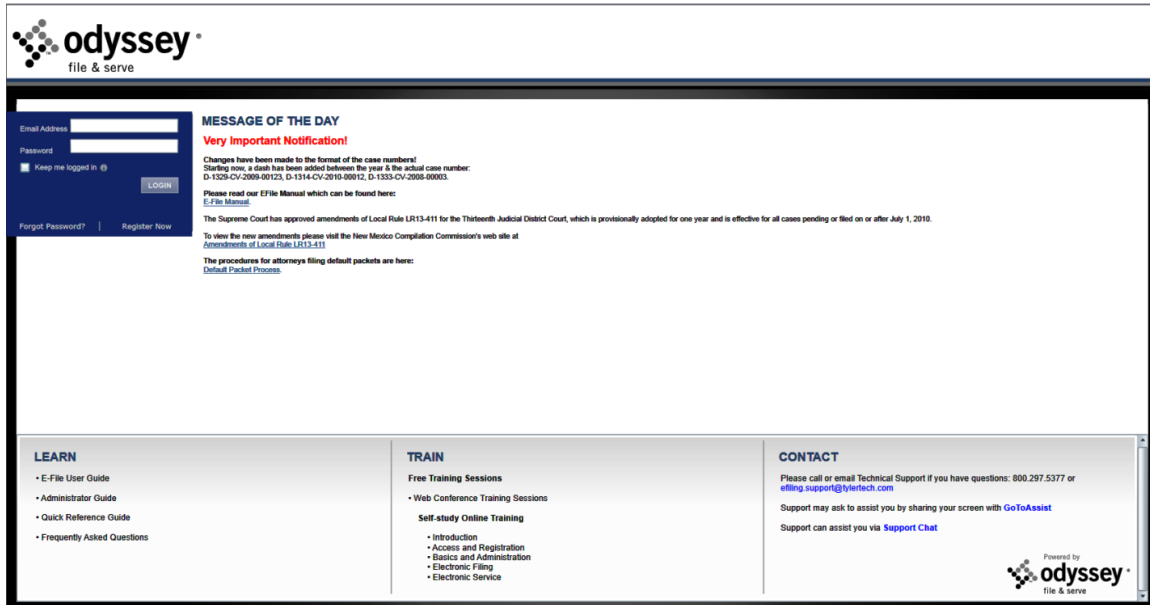 odyssey
file & serve
Email Address
Password
Keep me logged in
LOGIN
Forgot Password? | Register Now
MESSAGE OF THE DAY
Very Important Notification!
Changes have been made to the format of the case numbers!
Starting now, a dash has been added between the year & the actual case number:
D-1329-CV-2009-00123, D-1314-CV-2010-00012, D-1333-CV-2008-00003.
Please read our EFile Manual which can be found here:
E-File Manual.
The Supreme Court has approved amendments of Local Rule LR13-411 for the Thirteenth Judicial District Court, which is provisionally adopted for one year and is effective for all cases pending or filed on or after July 1, 2010.
To view the new amendments please visit the New Mexico Compilation Commission's web site at
Amendments of Local Rule LR13-411
The procedures for attorneys filing default packets are here:
Default Packet Process.
LEARN
• E-File User Guide
• Administrator Guide
• Quick Reference Guide
• Frequently Asked Questions
TRAIN
Free Training Sessions
• Web Conference Training Sessions
Self-study Online Training
• Introduction
• Access and Registration
• Basics and Administration
• Electronic Filing
• Electronic Service
CONTACT
Please call or email Technical Support if you have questions: 800.297.5377 or
efiling.support@tylertech.com
Support may ask to assist you by sharing your screen with GoToAssist
Support can assist you via Support Chat
Powered by
odyssey
file & serve